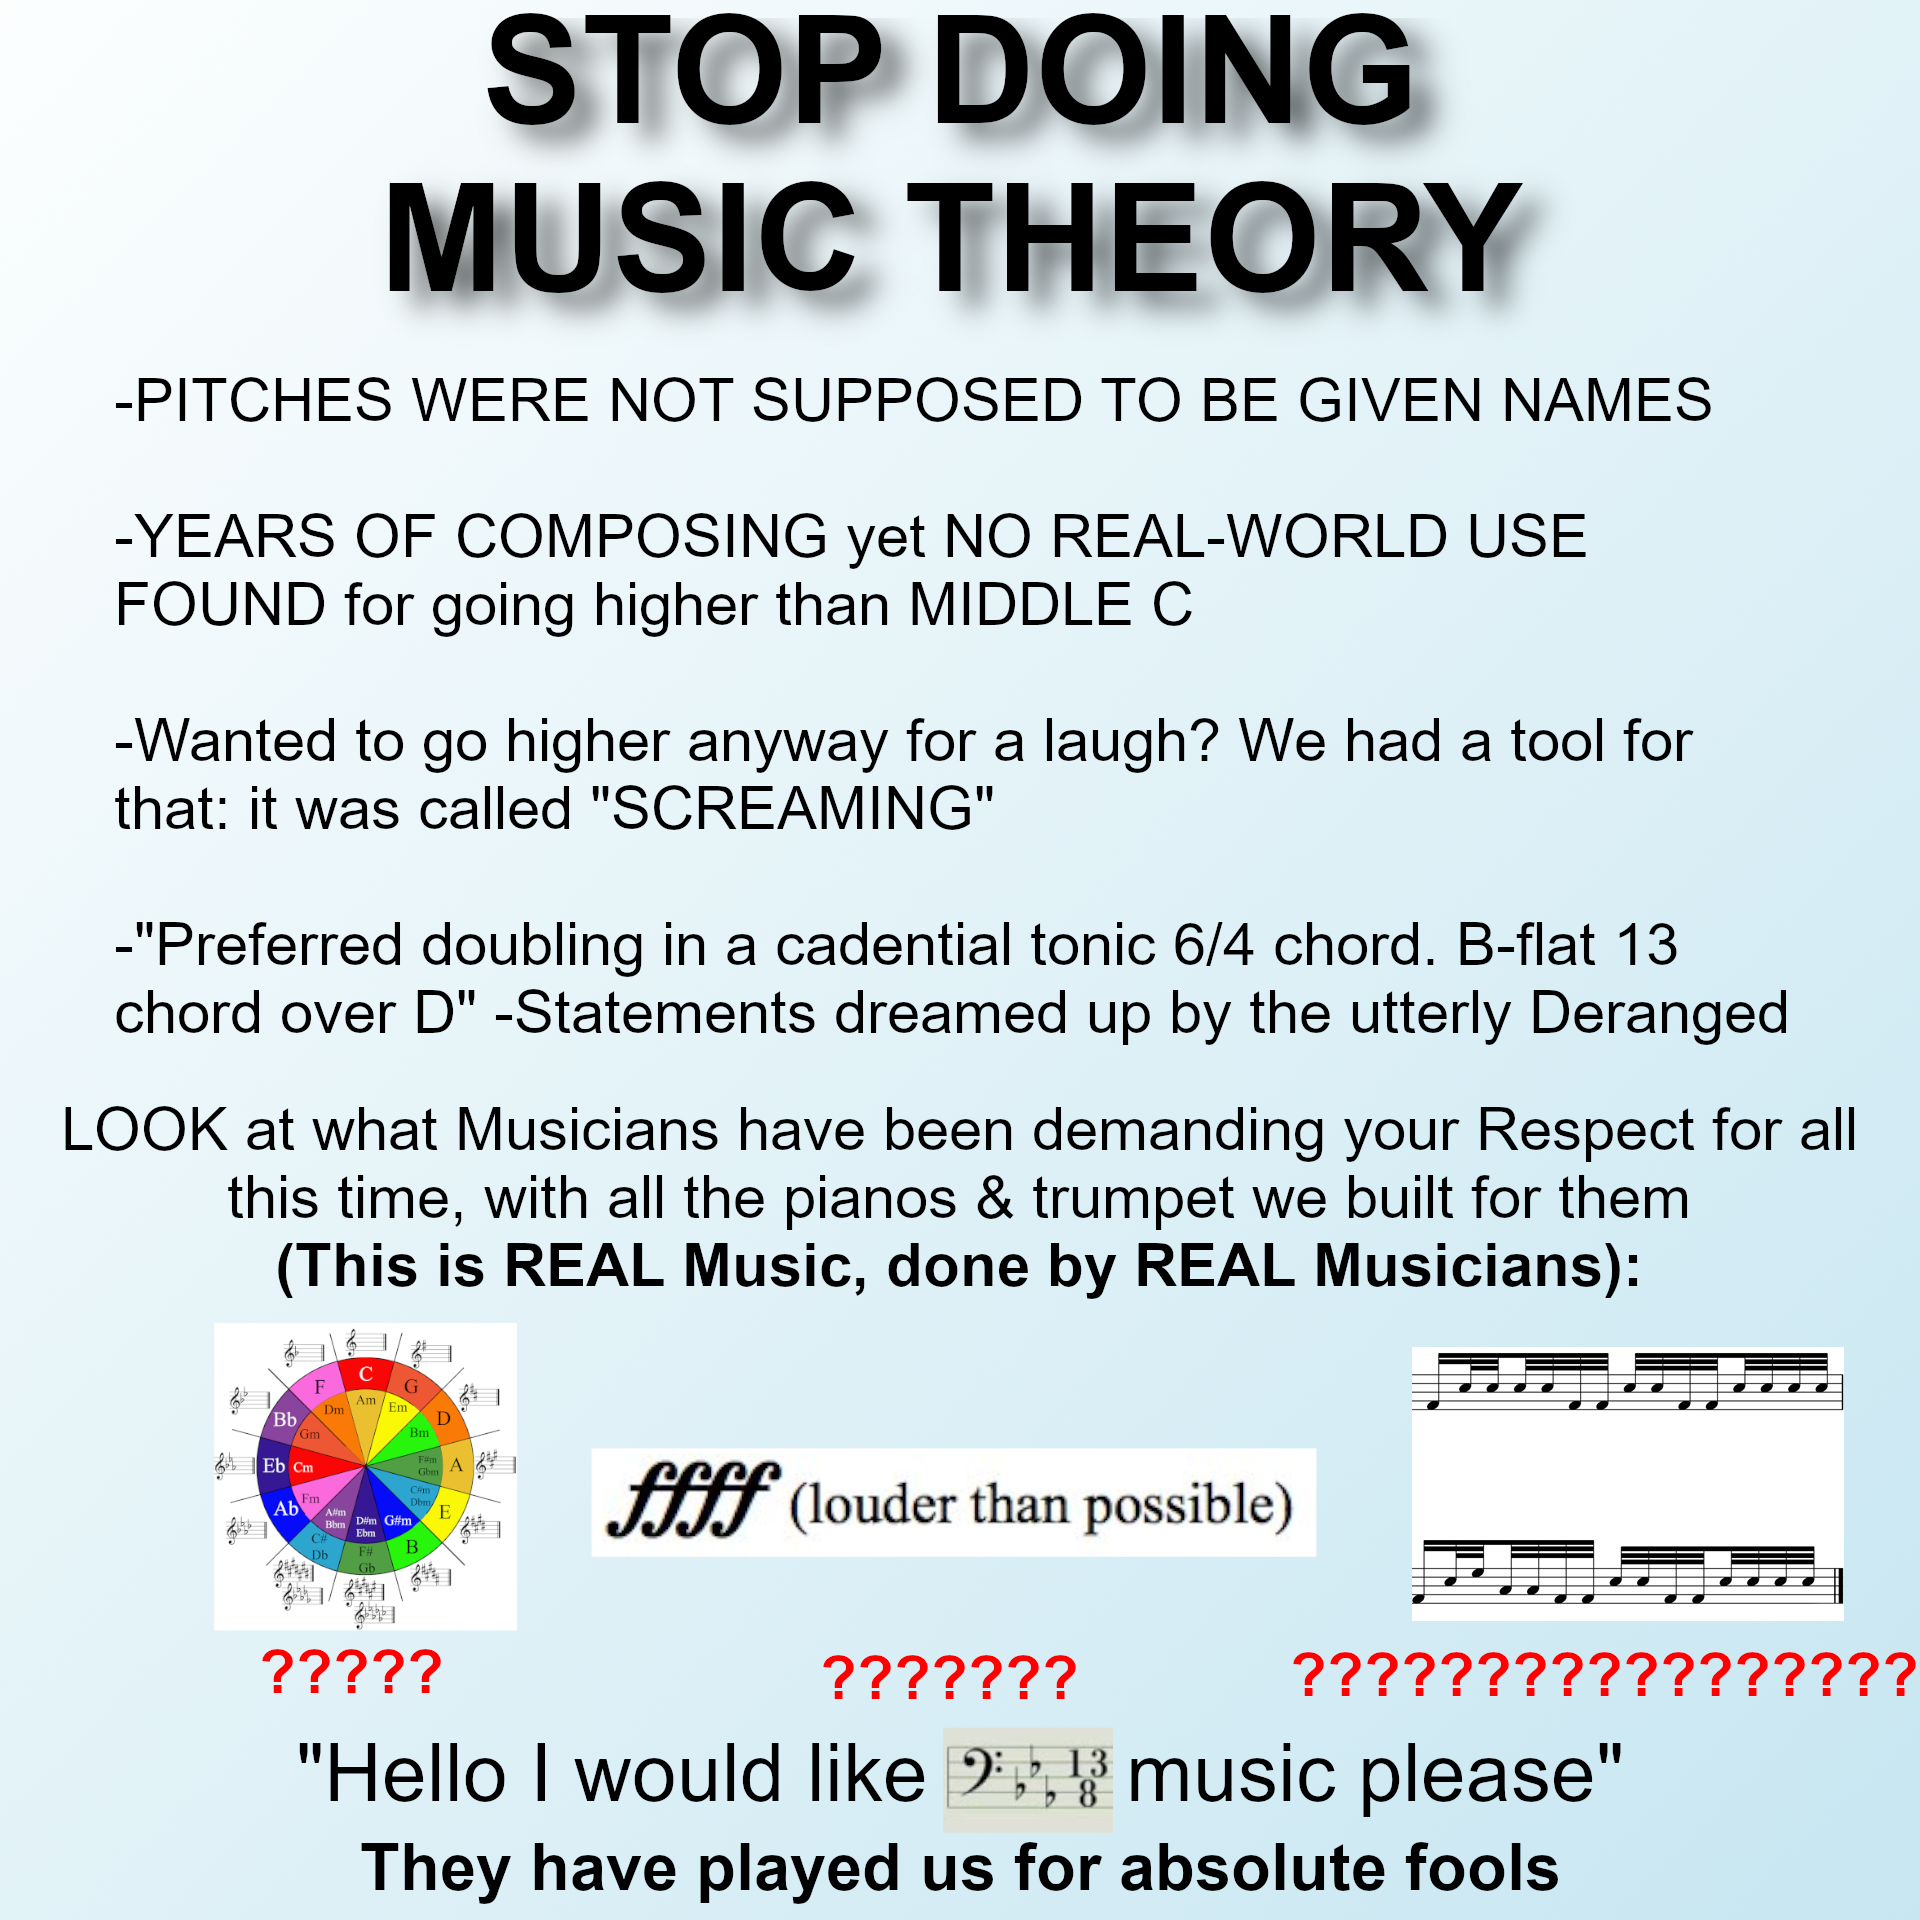 STOP DOING
MUSIC THEORY
-PITCHES WERE NOT SUPPOSED TO BE GIVEN NAMES
-YEARS OF COMPOSING yet NO REAL-WORLD USE
FOUND for going higher than MIDDLE C
-Wanted to go higher anyway for a laugh? We had a tool for
that: it was called "SCREAMING"
-"Preferred doubling in a cadential tonic 6/4 chord. B-flat 13
chord over D" -Statements dreamed up by the utterly Deranged
LOOK at what Musicians have been demanding your Respect for all
this time, with all the pianos & trumpet we built for them
(This is REAL Music, done by REAL Musicians):
C
F G
Am
Dm Em
Bb D
Gm Bm
Eb Cm F#m A
Gbm
C#m
Dbm
Ab Fm E
A#m
Bbm
D#m
Ebm
G#m
C#
Db
F#
Gb
B
ffff (louder than possible)
?????
???????
????????????????
"Hello I would like 13
8 music please"
They have played us for absolute fools